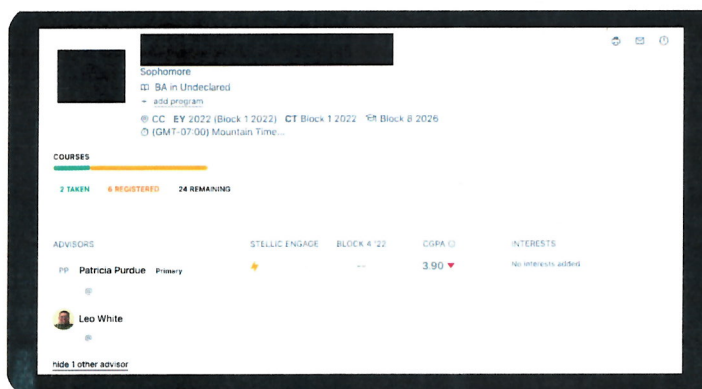 Sophomore
BA in Undeclared
add program
CC EY 2022 (Block 1 2022) CT Block 1 2022 Block 8 2026
(GMT-07:00) Mountain Time...
COURSES
2 TAKEN 6 REGISTERED 24 REMAINING
ADVISORS STELLIC ENGAGE BLOCK 4 '22 CGPA INTERESTS
PP Patricia Purdue Primary -- 3.90 No interests added
Leo White
hide 1 other advisor